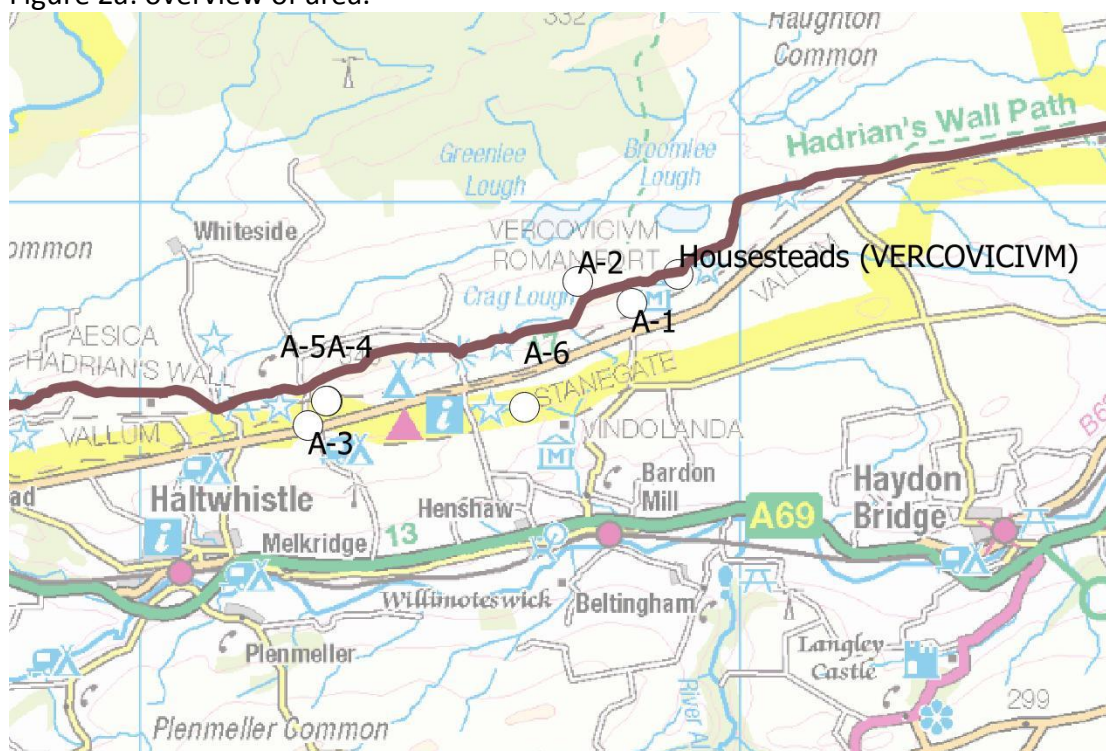 Figure 2a: overview of area.
332
Haughton
Common
Hadrian's Wall Path
Greenlee
Lough
Broomlee
Lough
Whiteside
ommon
VERCOVICIVM
ROMAN FORT
A-2
Housesteads (VERCOVICIVM)
Crag Lough
A-1
VALLUM
AESICA
HADRIAN'S WALL
A-5A-4
A-6
STANEGATE
VALLUM
A-3
VINDOLANDA
ad
Haltwhistle
Henshaw
Bardon
Mill
Haydon
Bridge
A69
13
Melkridge
Willimoteswick
Beltingham
Plenmeller
Langley
Castle
River Al
299
Plenmeller Common